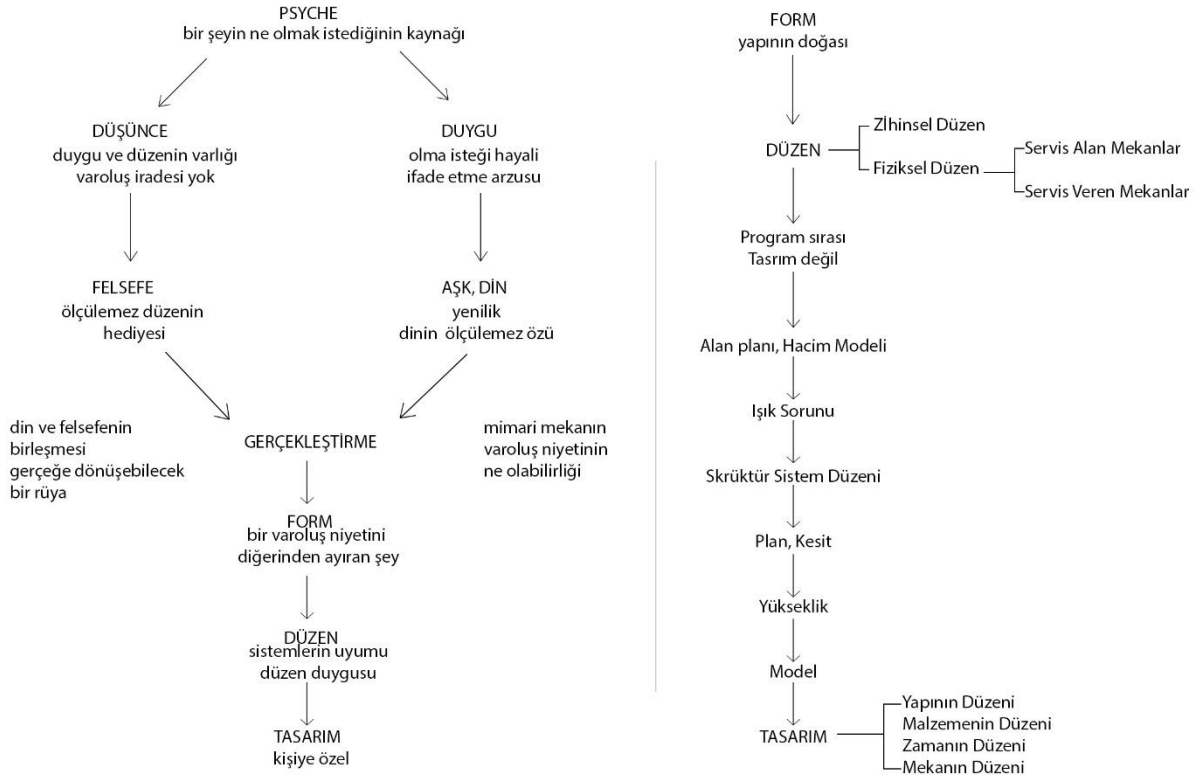 PSYCHE
bir şeyin ne olmak istediğinin kaynağı
DÜŞÜNCE
duygu ve düzenin varlığı
varoluş iradesi yok
DUYGU
olma isteği hayali
ifade etme arzusu
FELSEFE
ölçülemez düzenin
hediyesi
AŞK, DİN
yenilik
dinin ölçülemez özü
din ve felsefenin
birleşmesi
gerçeğe dönüşebilecek
bir rüya
GERÇEKLEŞTİRME
mimari mekanın
varoluş niyetinin
ne olabilirliği
FORM
bir varoluş niyetini
diğerinden ayıran şey
DÜZEN
sistemlerin uyumu
düzen duygusu
TASARIM
kişiye özel
FORM
yapının doğası
DÜZEN
Zİhinsel Düzen
Fiziksel Düzen
Servis Alan Mekanlar
Servis Veren Mekanlar
Program sırası
Tasrım değil
Alan planı, Hacim Modeli
Işık Sorunu
Skrüktür Sistem Düzeni
Plan, Kesit
Yükseklik
Model
TASARIM
Yapının Düzeni
Malzemenin Düzeni
Zamanın Düzeni
Mekanın Düzeni